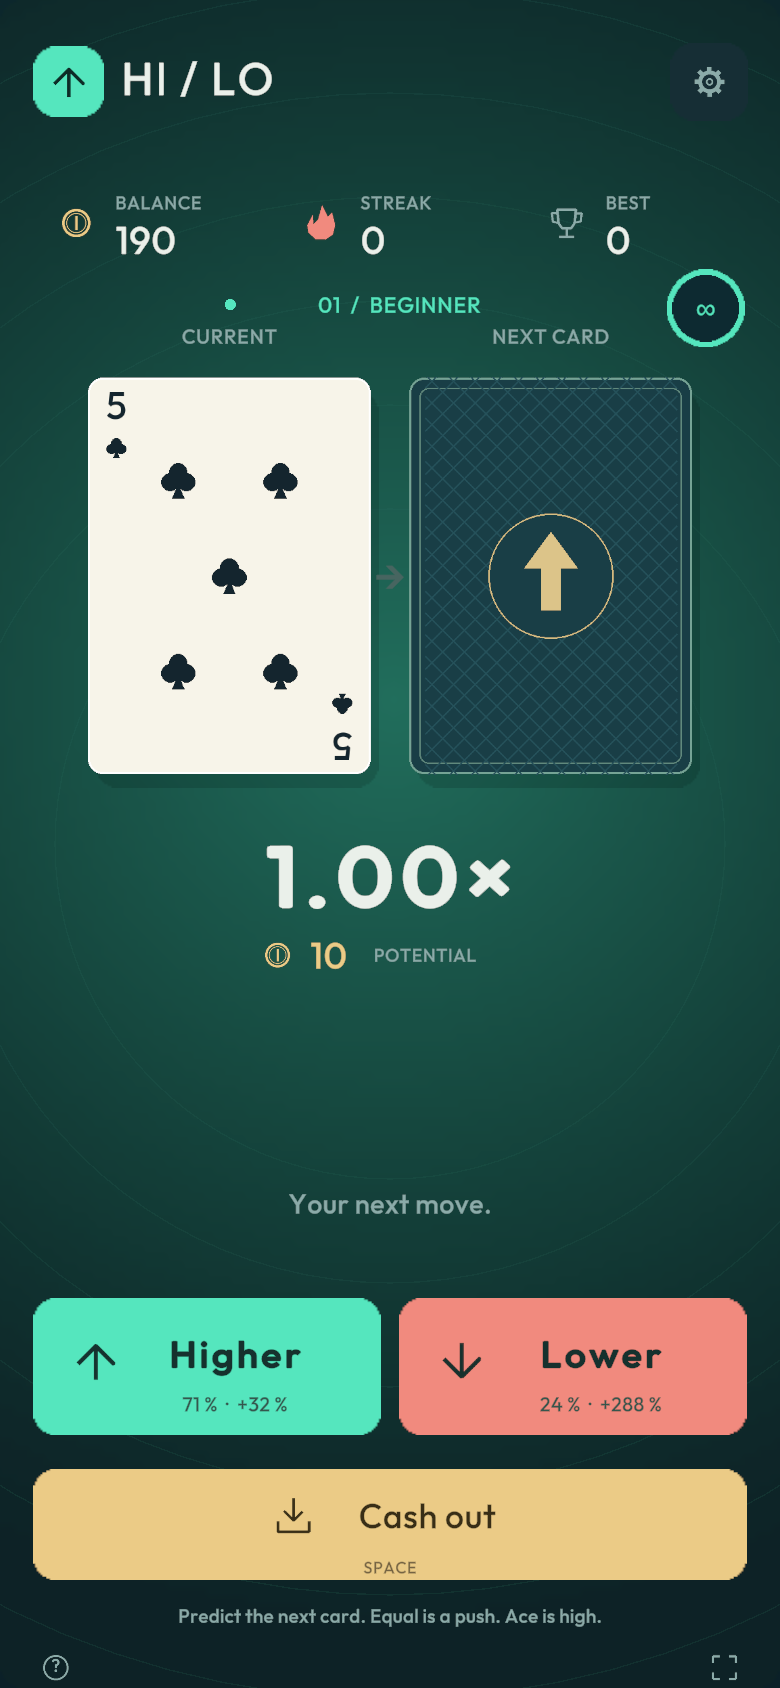 HI / LO
BALANCE
190
STREAK
0
BEST
0
01 / BEGINNER
∞
CURRENT
NEXT CARD
5
5
1.00×
10 POTENTIAL
Your next move.
Higher
71 % · +32 %
Lower
24 % · +288 %
Cash out
SPACE
Predict the next card. Equal is a push. Ace is high.
?